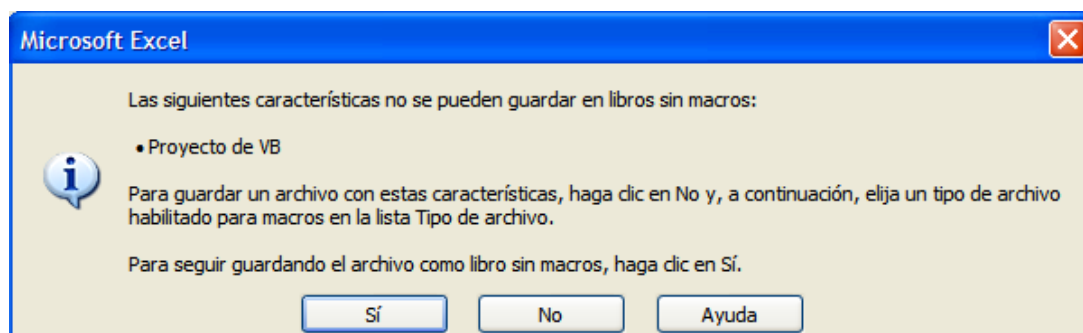 Microsoft Excel
Las siguientes características no se pueden guardar en libros sin macros:
• Proyecto de VB
Para guardar un archivo con estas características, haga clic en No y, a continuación, elija un tipo de archivo
habilitado para macros en la lista Tipo de archivo.
Para seguir guardando el archivo como libro sin macros, haga clic en Sí.
Sí No Ayuda